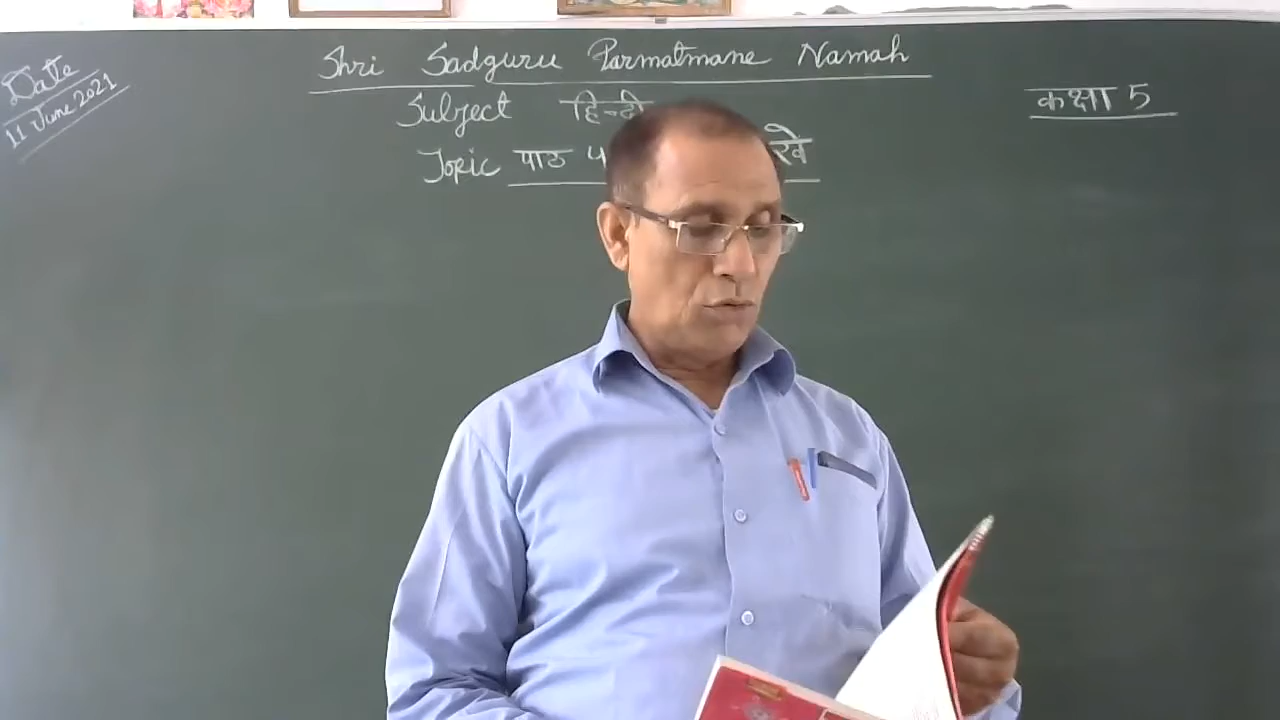 Date
11 June 2021
Shri Sadguru Parmatmane Namah
Subject हिन्दी
Topic पाठ
कक्षा 5